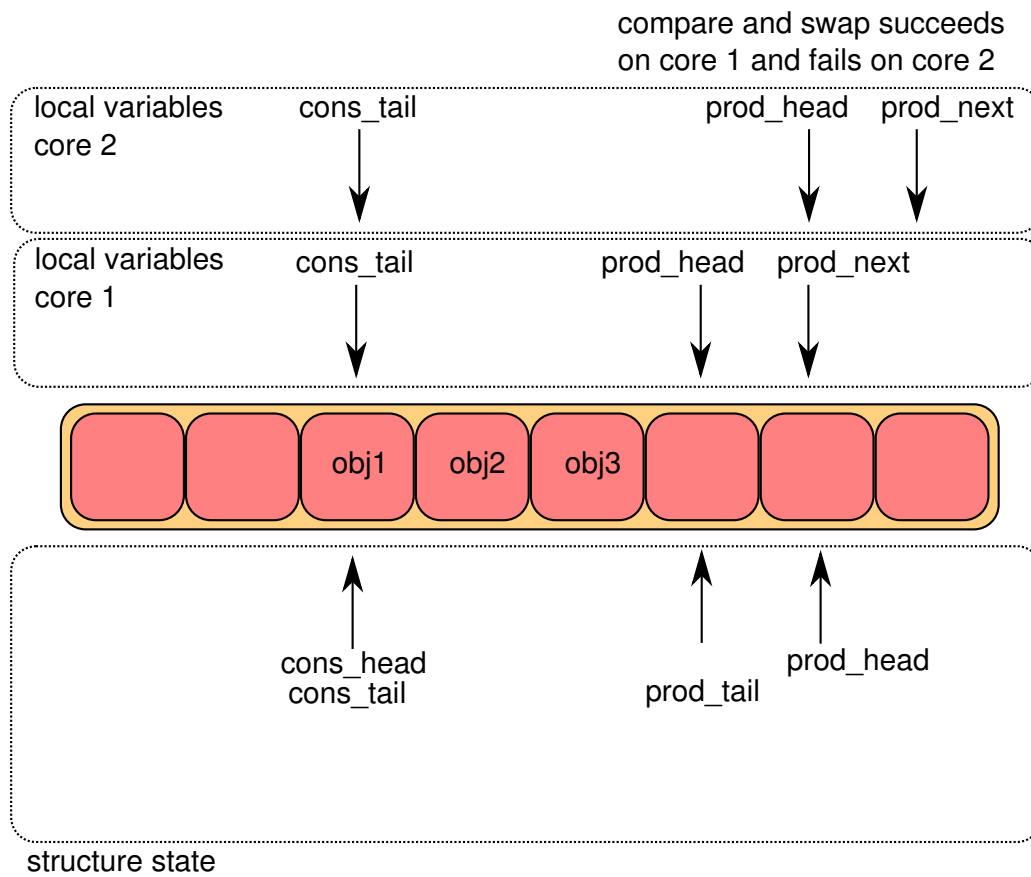 compare and swap succeeds
on core 1 and fails on core 2
local variables
core 2
cons_tail
prod_head
prod_next
local variables
core 1
cons_tail
prod_head
prod_next
obj1
obj2
obj3
cons_head
cons_tail
prod_tail
prod_head
structure state